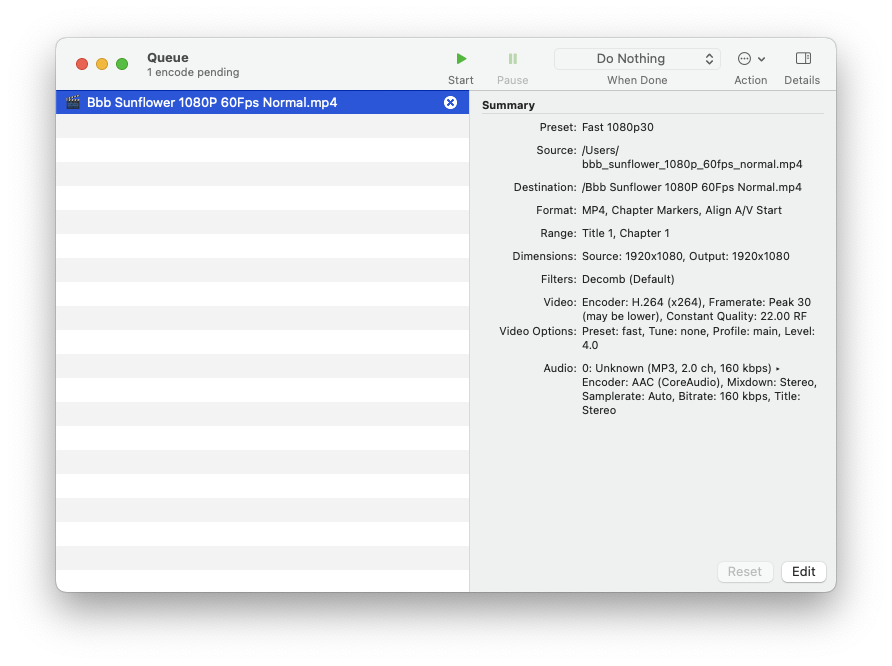 Queue
1 encode pending
Start
Pause
Do Nothing
When Done
Action
Details
Bbb Sunflower 1080P 60Fps Normal.mp4
Summary
Preset: Fast 1080p30
Source: /Users/
bbb_sunflower_1080p_60fps_normal.mp4
Destination: /Bbb Sunflower 1080P 60Fps Normal.mp4
Format: MP4, Chapter Markers, Align A/V Start
Range: Title 1, Chapter 1
Dimensions: Source: 1920x1080, Output: 1920x1080
Filters: Decomb (Default)
Video: Encoder: H.264 (x264), Framerate: Peak 30
(may be lower), Constant Quality: 22.00 RF
Video Options: Preset: fast, Tune: none, Profile: main, Level:
4.0
Audio: 0: Unknown (MP3, 2.0 ch, 160 kbps) ‣
Encoder: AAC (CoreAudio), Mixdown: Stereo,
Samplerate: Auto, Bitrate: 160 kbps, Title:
Stereo
Reset
Edit